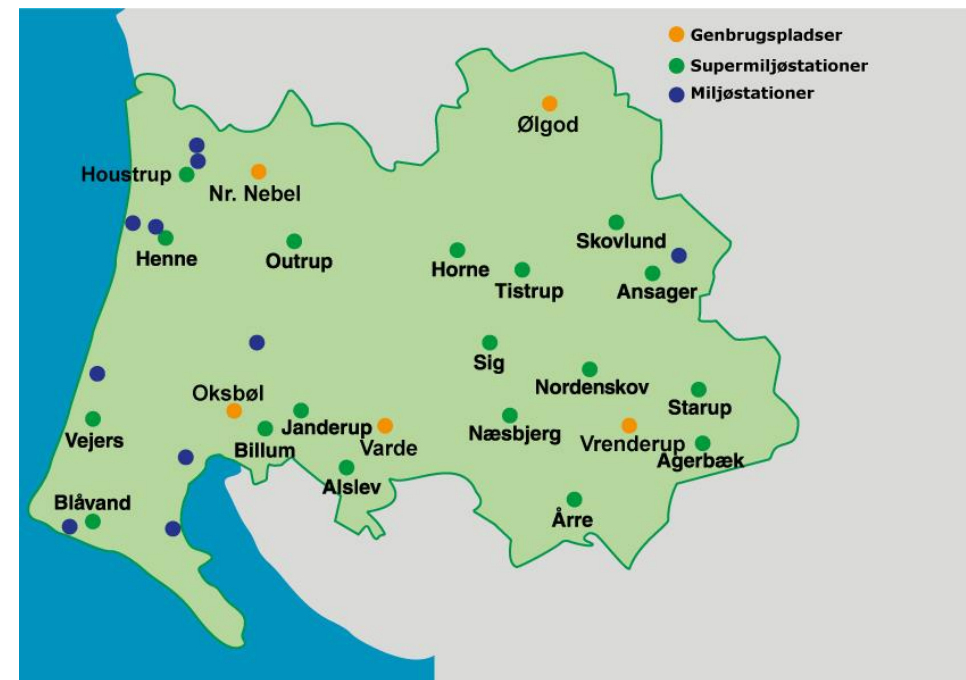 Genbrugspladser
Supermiljøstationer
Miljøstationer
Ølgod
Houstrup
Nr. Nebel
Skovlund
Henne
Outrup
Horne
Tistrup
Ansager
Sig
Nordenskov
Oksbøl
Starup
Janderup
Næsbjerg
Vejers
Billum
Varde
Vrenderup
Agerbæk
Alslev
Blåvand
Årre